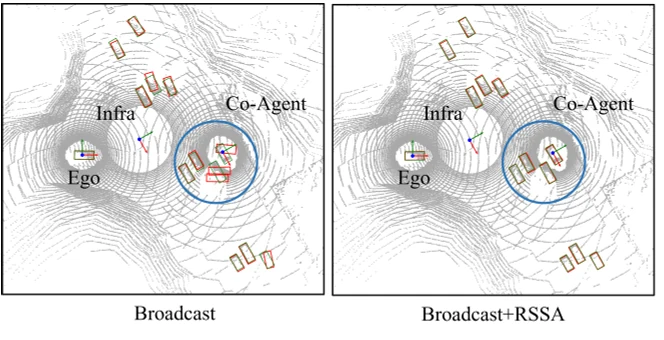 Infra
Co-Agent
Ego
Infra
Co-Agent
Ego
Broadcast
Broadcast+RSSA